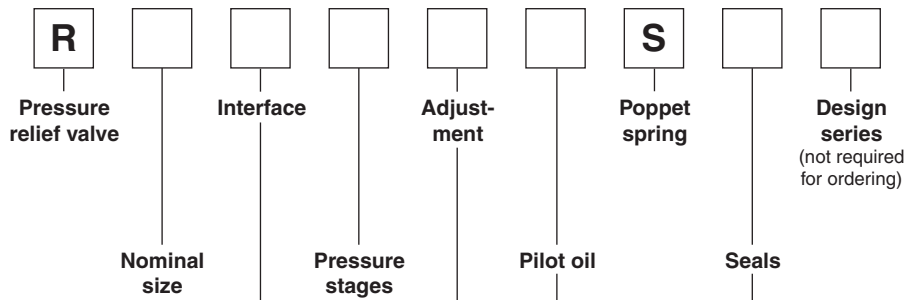 R
S
Pressure
relief valve
Interface
Adjust-
ment
Poppet
spring
Design
series
(not required
for ordering)
Nominal
size
Pressure
stages
Pilot oil
Seals